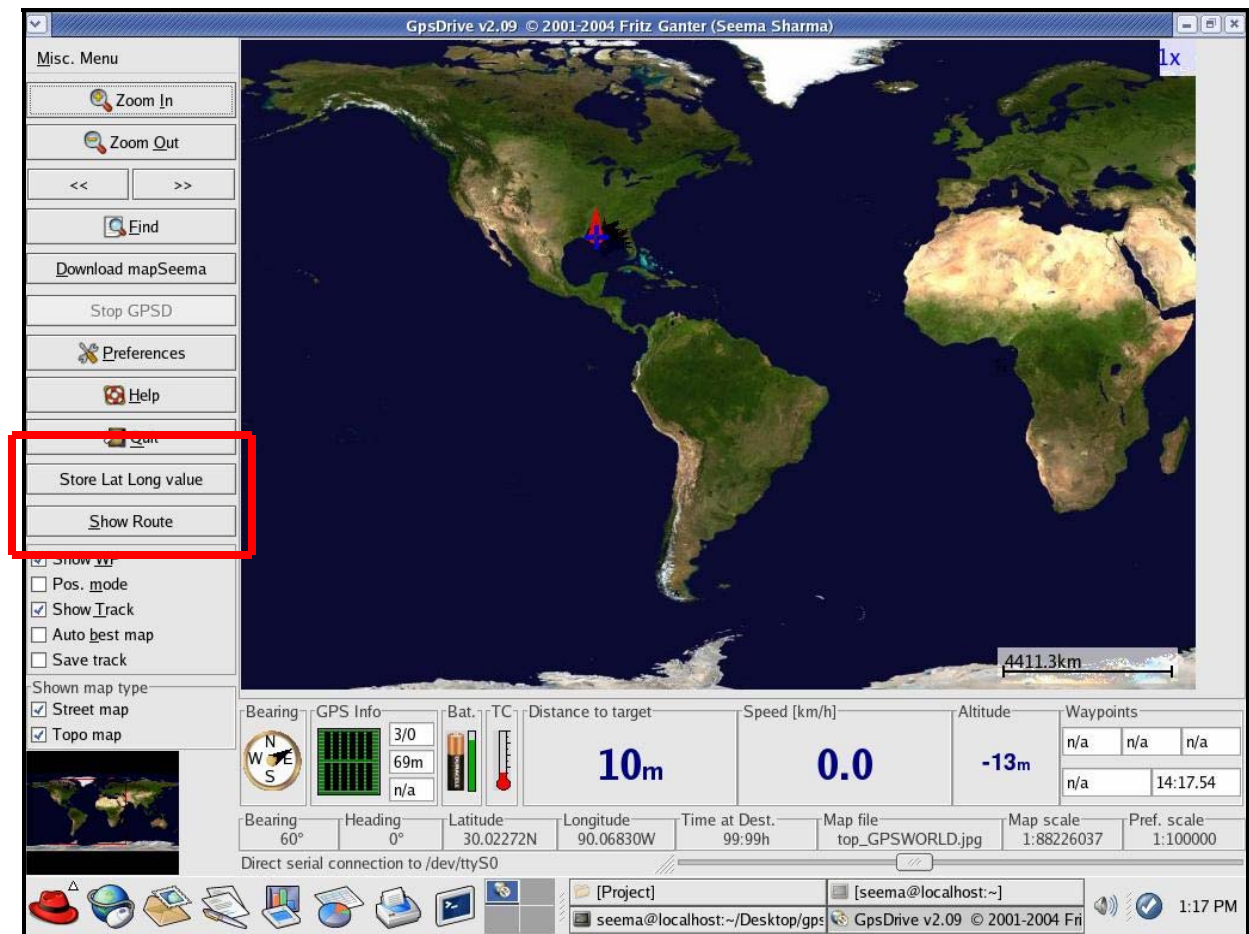 GpsDrive v2.09 © 2001-2004 Fritz Ganter (Seema Sharma)
Misc. Menu
Zoom In
Zoom Out
<< >>
Find
Download mapSeema
Stop GPSD
Preferences
Help
Quit
Store Lat Long value
Show Route
Show WP
Pos. mode
Show Track
Auto best map
Save track
Shown map type
Street map
Topo map
1x
4411.3km
Bearing
N
W E
S
GPS Info
3/0
69m
n/a
Bat.
TC
Distance to target
10m
Speed [km/h]
0.0
Altitude
-13m
Waypoints
n/a n/a n/a
n/a 14:17.54
Bearing Heading Latitude Longitude Time at Dest. Map file Map scale Pref. scale
60° 0° 30.02272N 90.06830W 99:99h top_GPSWORLD.jpg 1:88226037 1:100000
Direct serial connection to /dev/ttyS0
[Project] [seema@localhost:~]
seema@localhost:~/Desktop/gps GpsDrive v2.09 © 2001-2004 Fri
1:17 PM